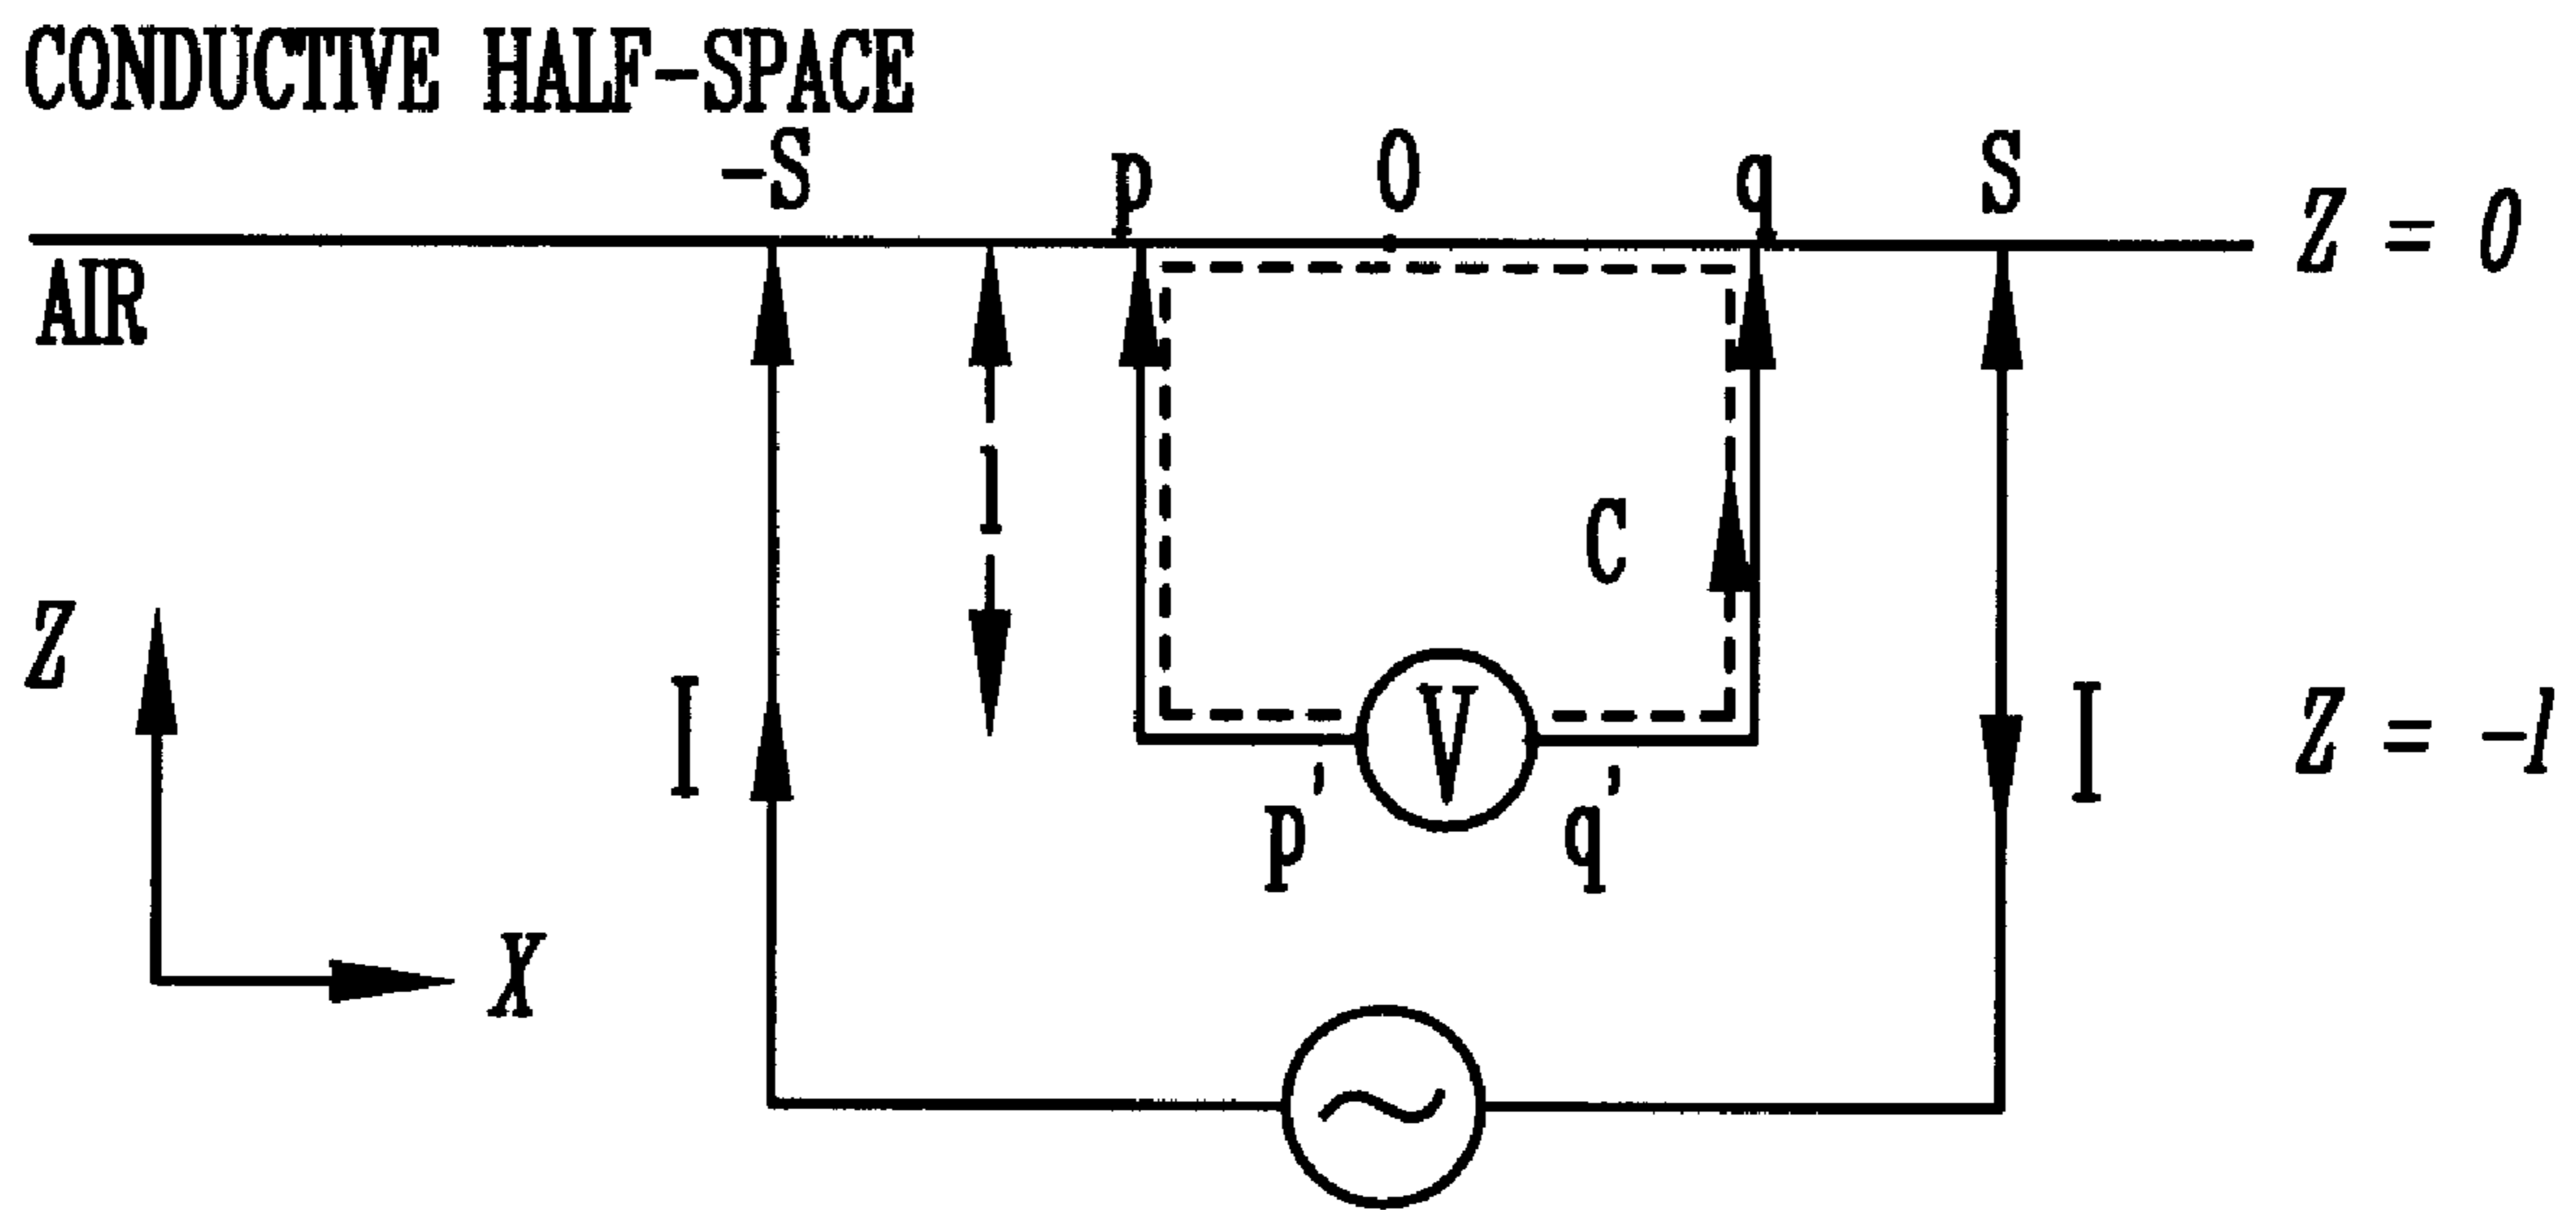 CONDUCTIVE HALF-SPACE
-S p O q S
Z = 0
AIR
l
C
Z
I
V
I
Z = -l
p' q'
X
~